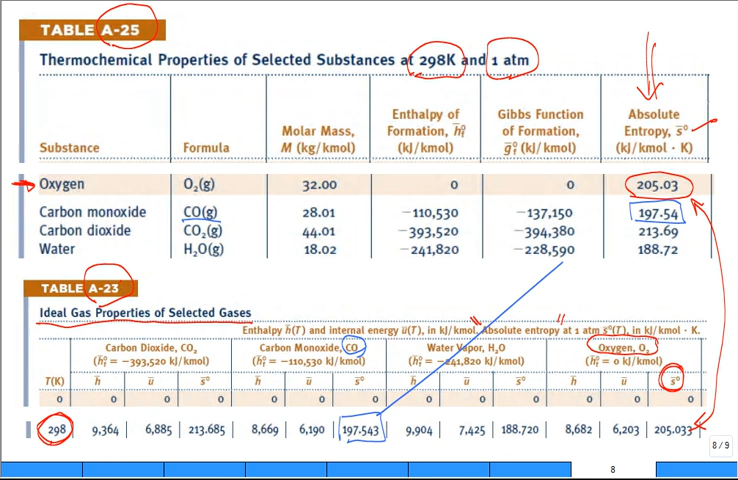 TABLE A-25
Thermochemical Properties of Selected Substances at 298K and 1 atm
Substance Formula Molar Mass, M (kg/kmol) Enthalpy of Formation, h̄°f (kJ/kmol) Gibbs Function of Formation, ḡ°f (kJ/kmol) Absolute Entropy, s̄° (kJ/kmol · K)
Oxygen O₂(g) 32.00 0 0 205.03
Carbon monoxide CO(g) 28.01 −110,530 −137,150 197.54
Carbon dioxide CO₂(g) 44.01 −393,520 −394,380 213.69
Water H₂O(g) 18.02 −241,820 −228,590 188.72
TABLE A-23
Ideal Gas Properties of Selected Gases
Enthalpy h̄(T) and internal energy ū(T), in kJ/kmol. Absolute entropy at 1 atm s̄°(T), in kJ/kmol · K.
Carbon Dioxide, CO₂ Carbon Monoxide, CO Water Vapor, H₂O Oxygen, O₂
(h̄°f = −393,520 kJ/kmol) (h̄°f = −110,530 kJ/kmol) (h̄°f = −241,820 kJ/kmol) (h̄°f = 0 kJ/kmol)
T(K) h̄ ū s̄° h̄ ū s̄° h̄ ū s̄° h̄ ū s̄°
0 0 0 0 0 0 0 0 0 0 0 0 0
298 9,364 6,885 213.685 8,669 6,190 197.543 9,904 7,425 188.720 8,682 6,203 205.033
8/9
8